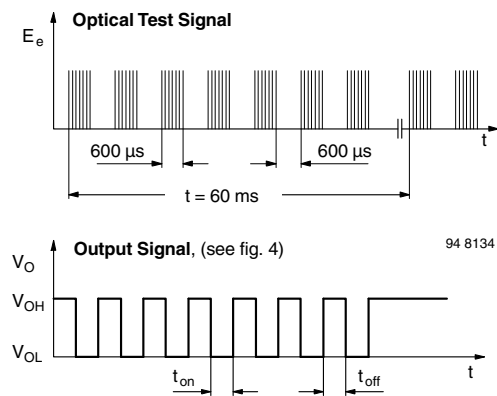 Optical Test Signal
E_e
t
600 μs
600 μs
t = 60 ms
Output Signal, (see fig. 4)
94 8134
V_O
V_OH
V_OL
t_on
t_off
t